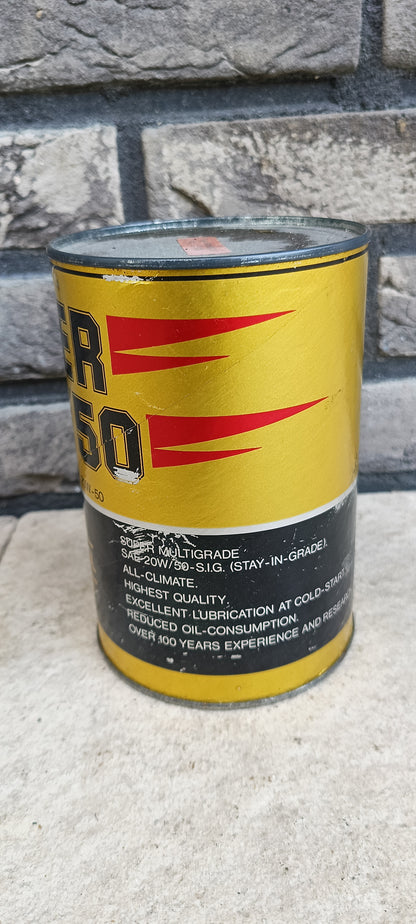 ER
50
W-50
SUPER MULTIGRADE
SAE 20W/50-S.I.G. (STAY-IN-GRADE).
ALL-CLIMATE.
HIGHEST QUALITY.
EXCELLENT LUBRICATION AT COLD-START
REDUCED OIL-CONSUMPTION.
OVER 100 YEARS EXPERIENCE AND RESEARCH